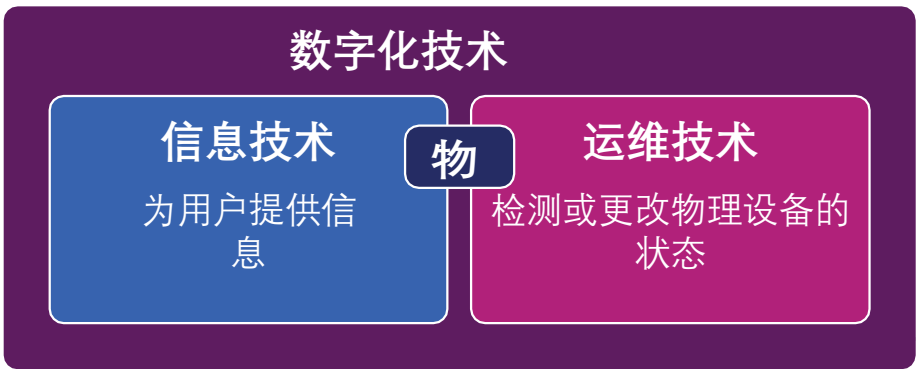 数字化技术
信息技术
为用户提供信
息
物
运维技术
检测或更改物理设备的
状态